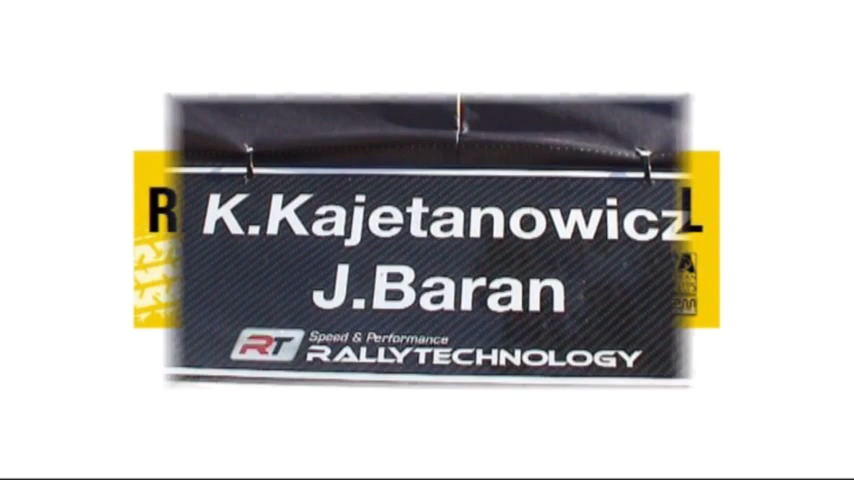 K.Kajetanowicz
J.Baran
RT Speed & Performance
RALLYTECHNOLOGY
R
L